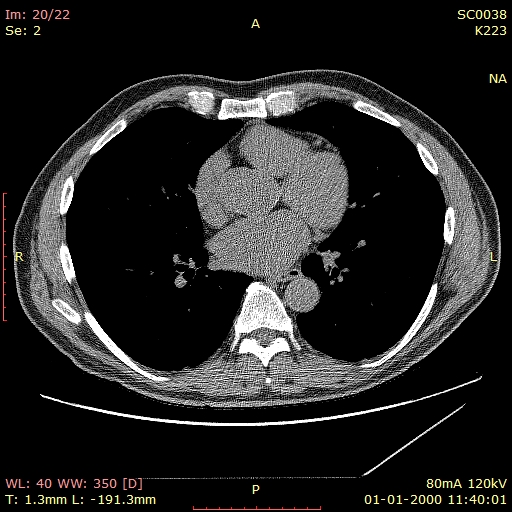 Im: 20/22
Se: 2
A
SC0038
K223
NA
R
L
WL: 40 WW: 350 [D]
T: 1.3mm L: -191.3mm
P
80mA 120kV
01-01-2000 11:40:01